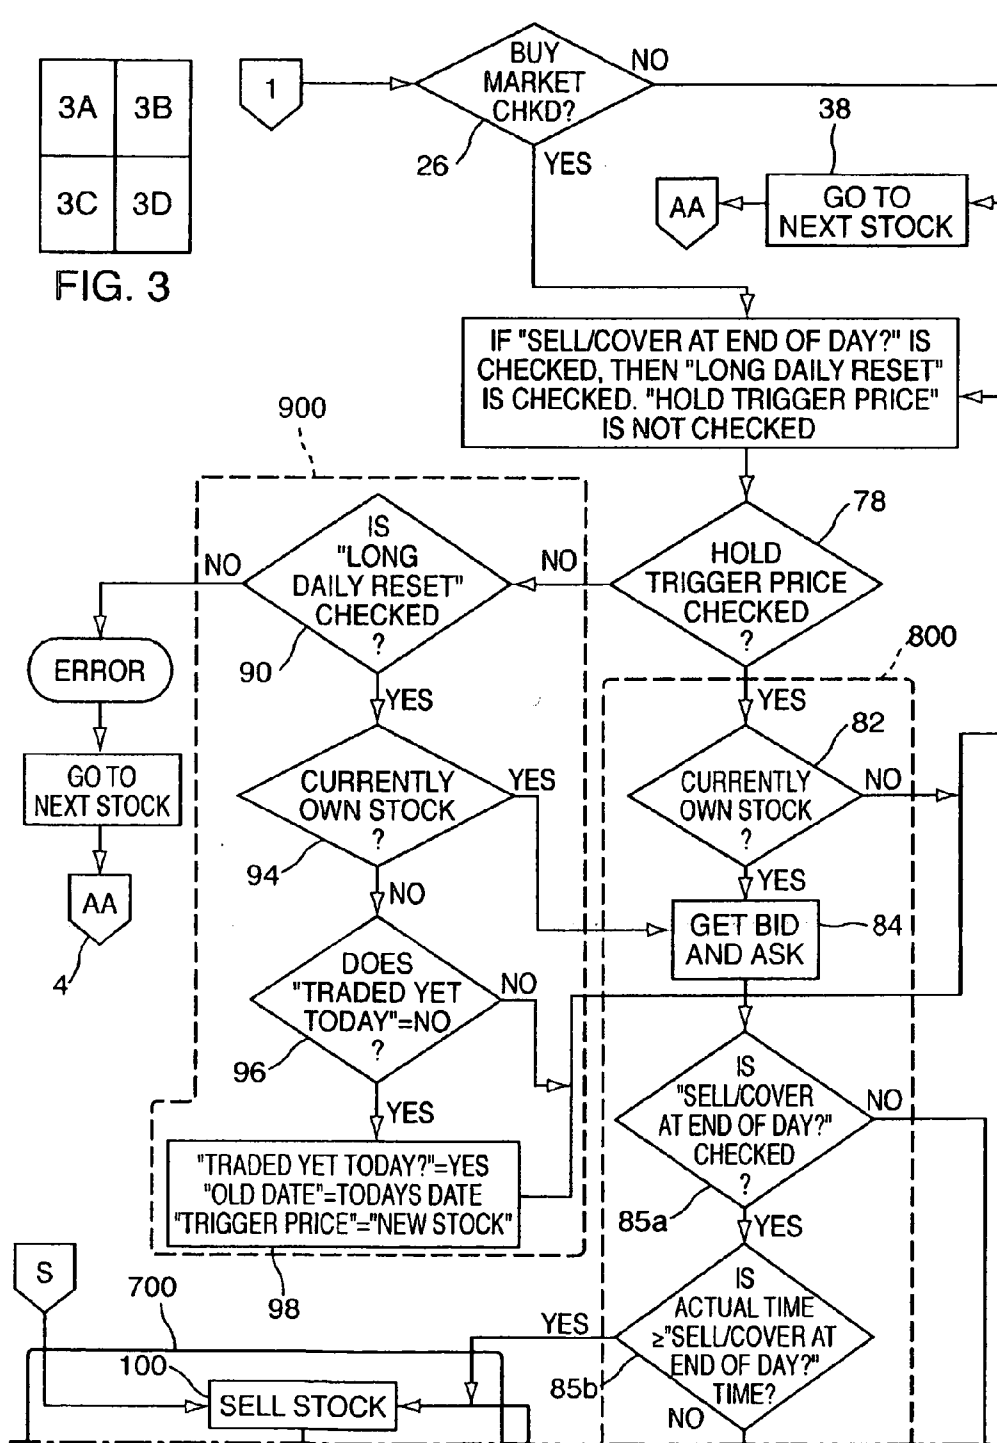 3A 3B
3C 3D
FIG. 3
1
BUY
MARKET
CHKD?
NO
26
YES
38
GO TO
NEXT STOCK
AA
IF "SELL/COVER AT END OF DAY?" IS
CHECKED, THEN "LONG DAILY RESET"
IS CHECKED. "HOLD TRIGGER PRICE"
IS NOT CHECKED
900
78
HOLD
TRIGGER PRICE
CHECKED
?
NO
YES
IS
"LONG
DAILY RESET"
CHECKED
?
NO
90
YES
ERROR
GO TO
NEXT STOCK
AA
4
800
82
CURRENTLY
OWN STOCK
?
NO
YES
CURRENTLY
OWN STOCK
?
YES
94
NO
GET BID
AND ASK
84
DOES
"TRADED YET
TODAY"=NO
?
NO
96
YES
"TRADED YET TODAY?"=YES
"OLD DATE"=TODAYS DATE
"TRIGGER PRICE"="NEW STOCK"
98
IS
"SELL/COVER
AT END OF DAY?"
CHECKED
?
NO
85a
YES
IS
ACTUAL TIME
≥"SELL/COVER AT
END OF DAY?"
TIME?
YES
85b
NO
S
700
100
SELL STOCK